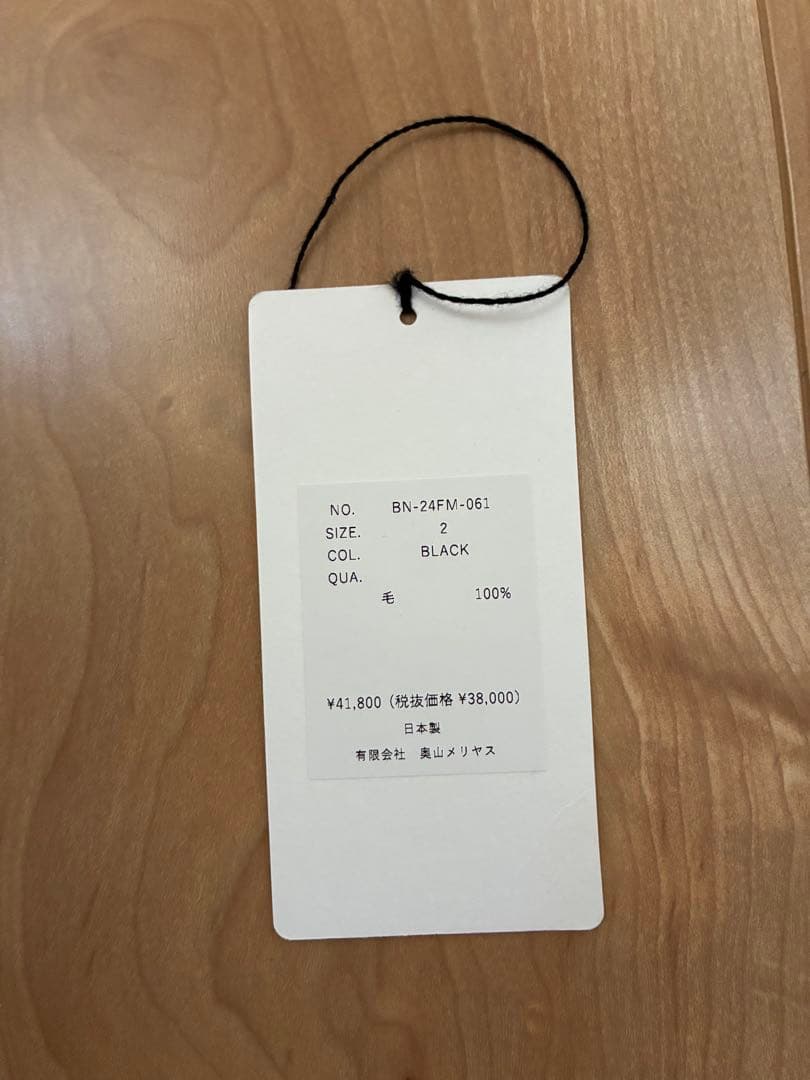 NO. BN-24FM-061
SIZE. 2
COL. BLACK
QUA.
毛 100%
¥41,800（税抜価格 ¥38,000）
日本製
有限会社 奥山メリヤス